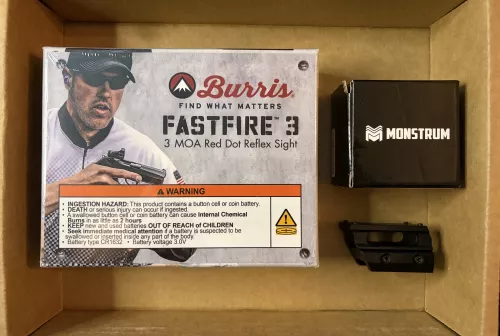 Burris
FIND WHAT MATTERS
FASTFIRE™ 3
3 MOA Red Dot Reflex Sight
WARNING
• INGESTION HAZARD: This product contains a button cell or coin battery.
• DEATH or serious injury can occur if ingested.
• A swallowed button cell or coin battery can cause Internal Chemical
Burns in as little as 2 hours
• KEEP new and used batteries OUT OF REACH of CHILDREN
• Seek immediate medical attention if a battery is suspected to be
swallowed or inserted inside any part of the body.
• Battery type CR1632 • Battery voltage 3.0V
MONSTRUM